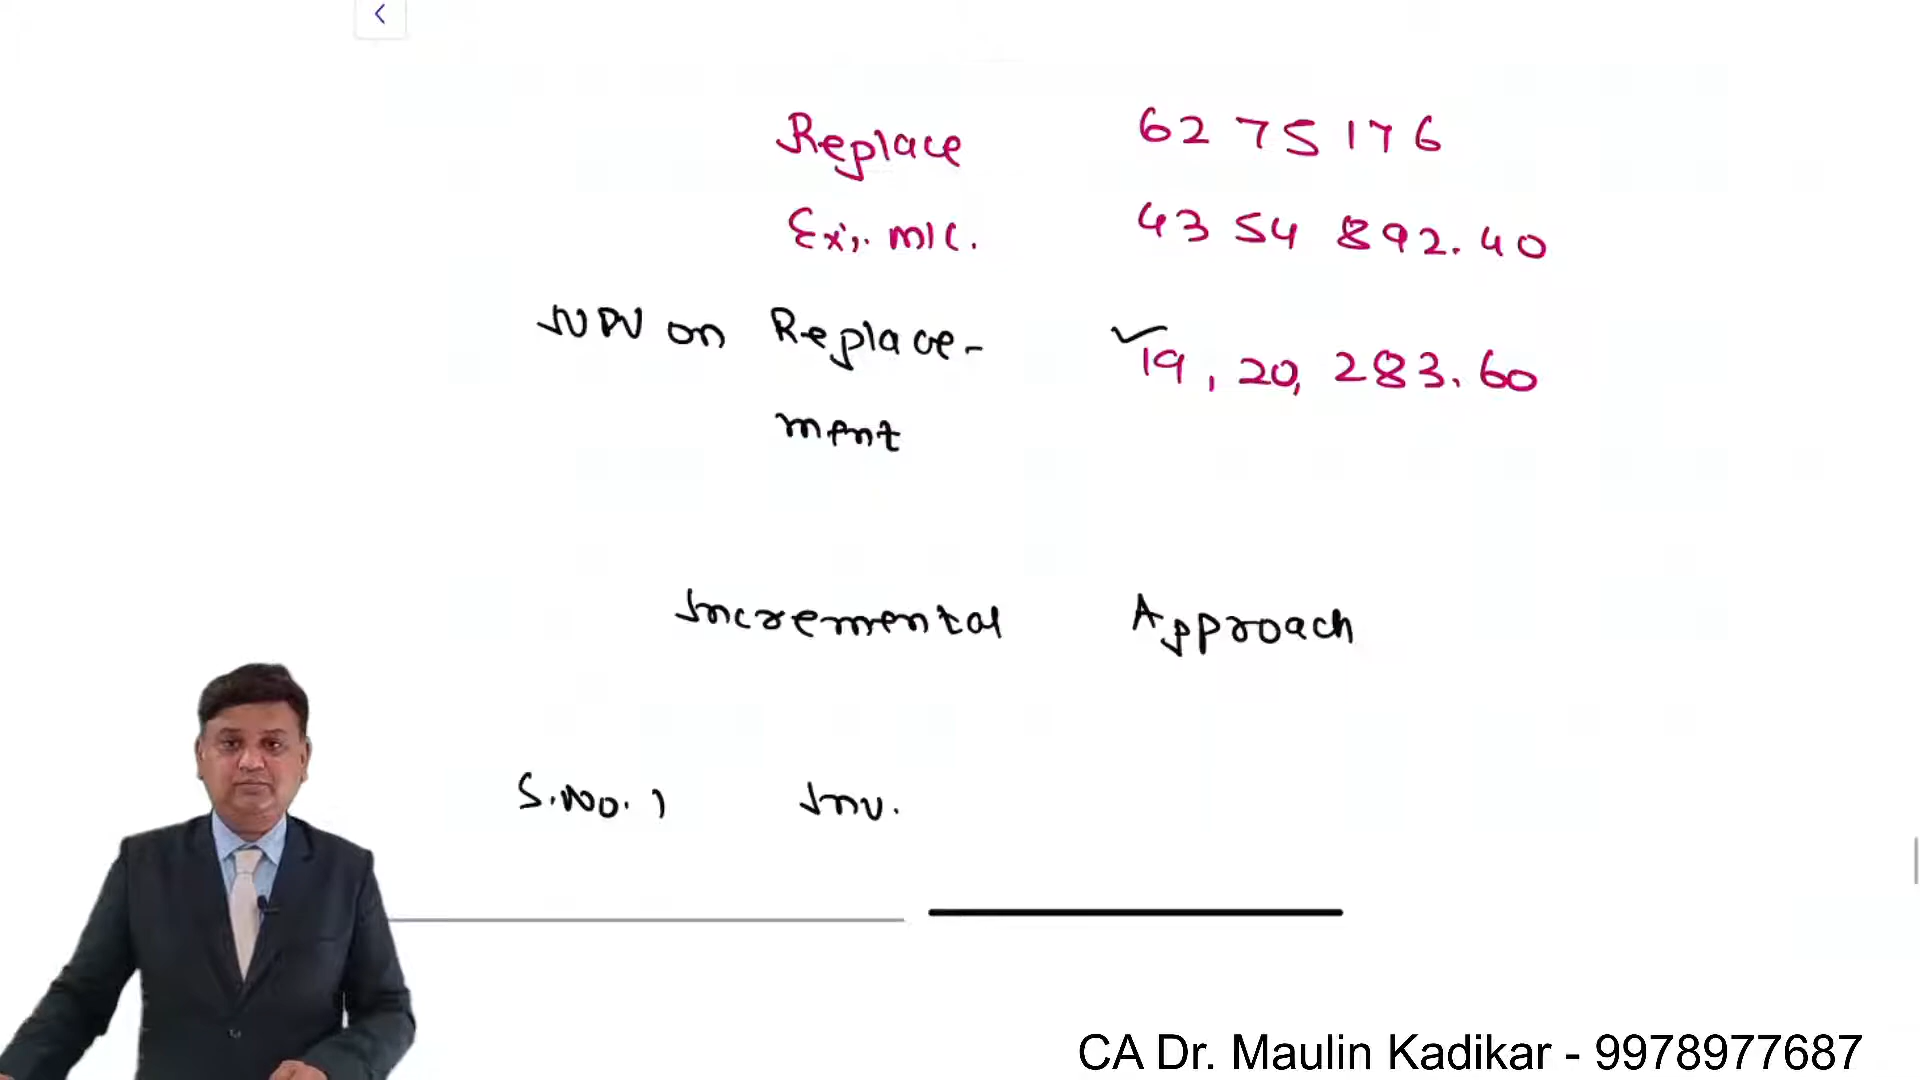 Replace 62 75 176
Exi. m/c. 43 54 892.40
NPV on Replace- 19, 20, 283.60
ment
Incremental Approach
S.No. 1 Inv.
CA Dr. Maulin Kadikar - 9978977687